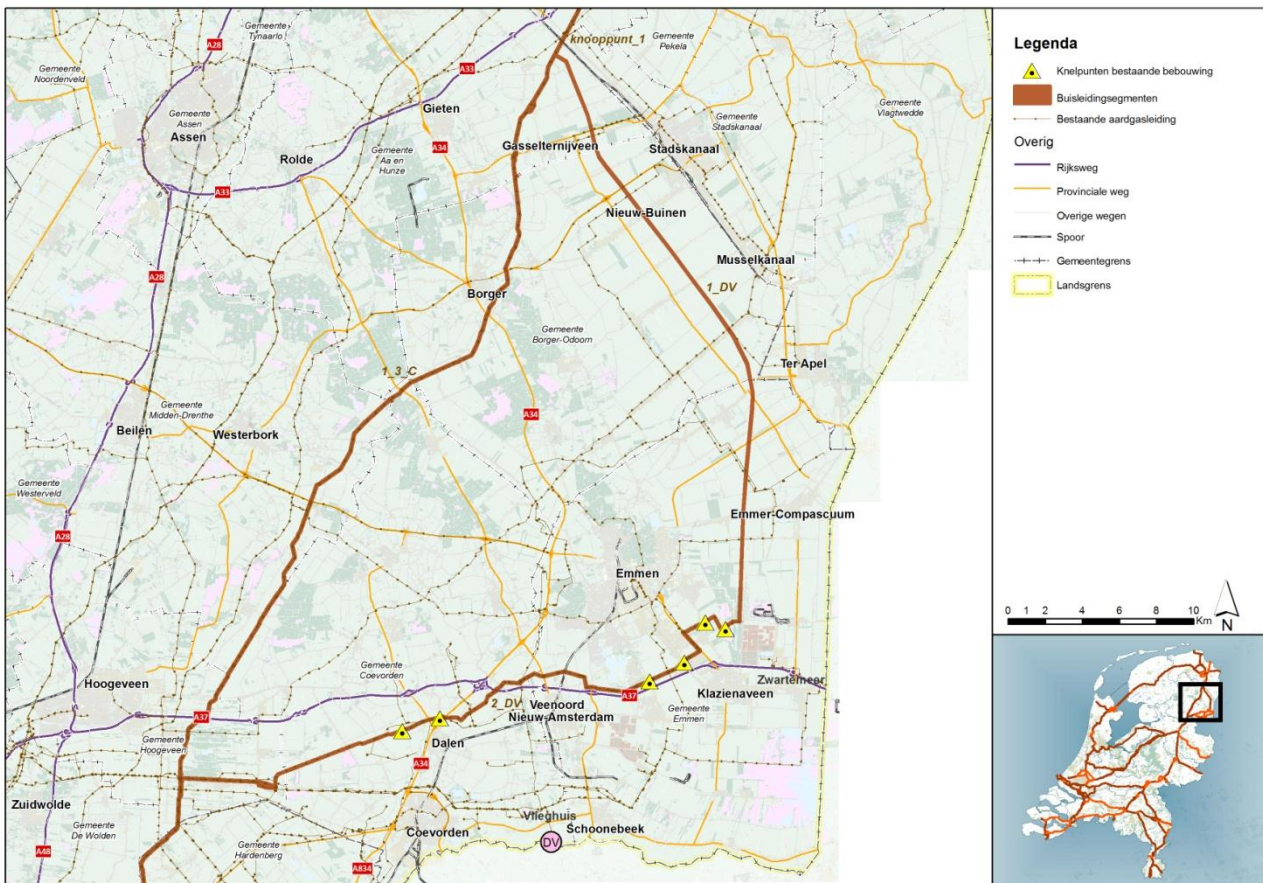 Gemeente
Tynaarlo
A28
knooppunt_1
Gemeente
Pekela
Gemeente
Noordenveld
A33
Gieten
Gemeente
Vlagtwedde
Gemeente
Assen
Assen
Gemeente
Stadskanaal
Gasselternijveen
Stadskanaal
A34
Rolde
Gemeente
Aa en
Hunze
A33
Nieuw-Buinen
Musselkanaal
A28
1_DV
Borger
Gemeente
Borger-Odoorn
Ter Apel
1_3_C
Gemeente
Midden-Drenthe
A34
Beilen
Westerbork
Gemeente
Westerveld
Emmer-Compascuum
A28
Emmen
Gemeente
Coevorden
Hoogeveen
Zwartemeer
A37
Klazienaveen
2_DV
Veenoord
Nieuw-Amsterdam
Gemeente
Emmen
A37
Gemeente
Hoogeveen
Dalen
A34
Zuidwolde
Gemeente
De Wolden
Vlieghuis
Coevorden
Schoonebeek
DV
A48
Gemeente
Hardenberg
A834
Legenda
Knelpunten bestaande bebouwing
Buisleidingsegmenten
Bestaande aardgasleiding
Overig
Rijksweg
Provinciale weg
Overige wegen
Spoor
Gemeentegrens
Landsgrens
0 1 2 4 6 8 10
Km
N